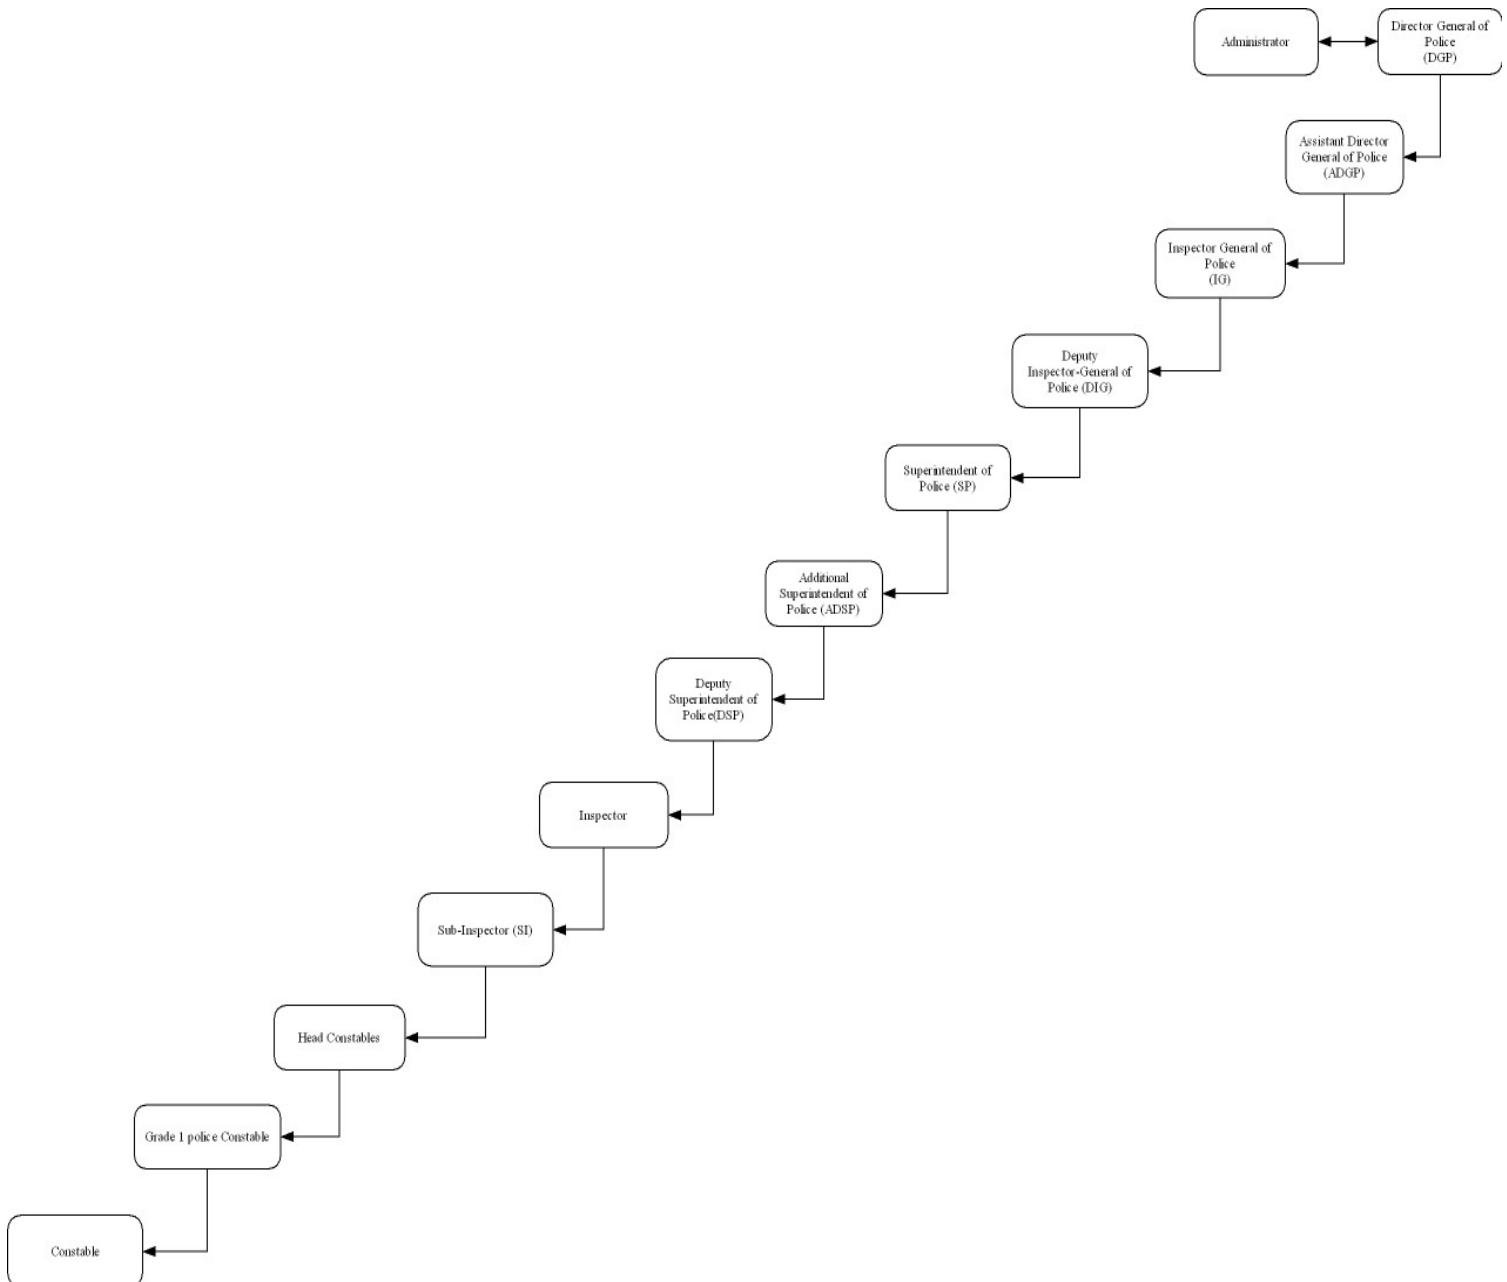 Administrator
Director General of
Police
(DGP)
Assistant Director
General of Police
(ADGP)
Inspector General of
Police
(IG)
Deputy
Inspector-General of
Police (DIG)
Superintendent of
Police (SP)
Additional
Superintendent of
Police (ADSP)
Deputy
Superintendent of
Police(DSP)
Inspector
Sub-Inspector (SI)
Head Constables
Grade 1 police Constable
Constable